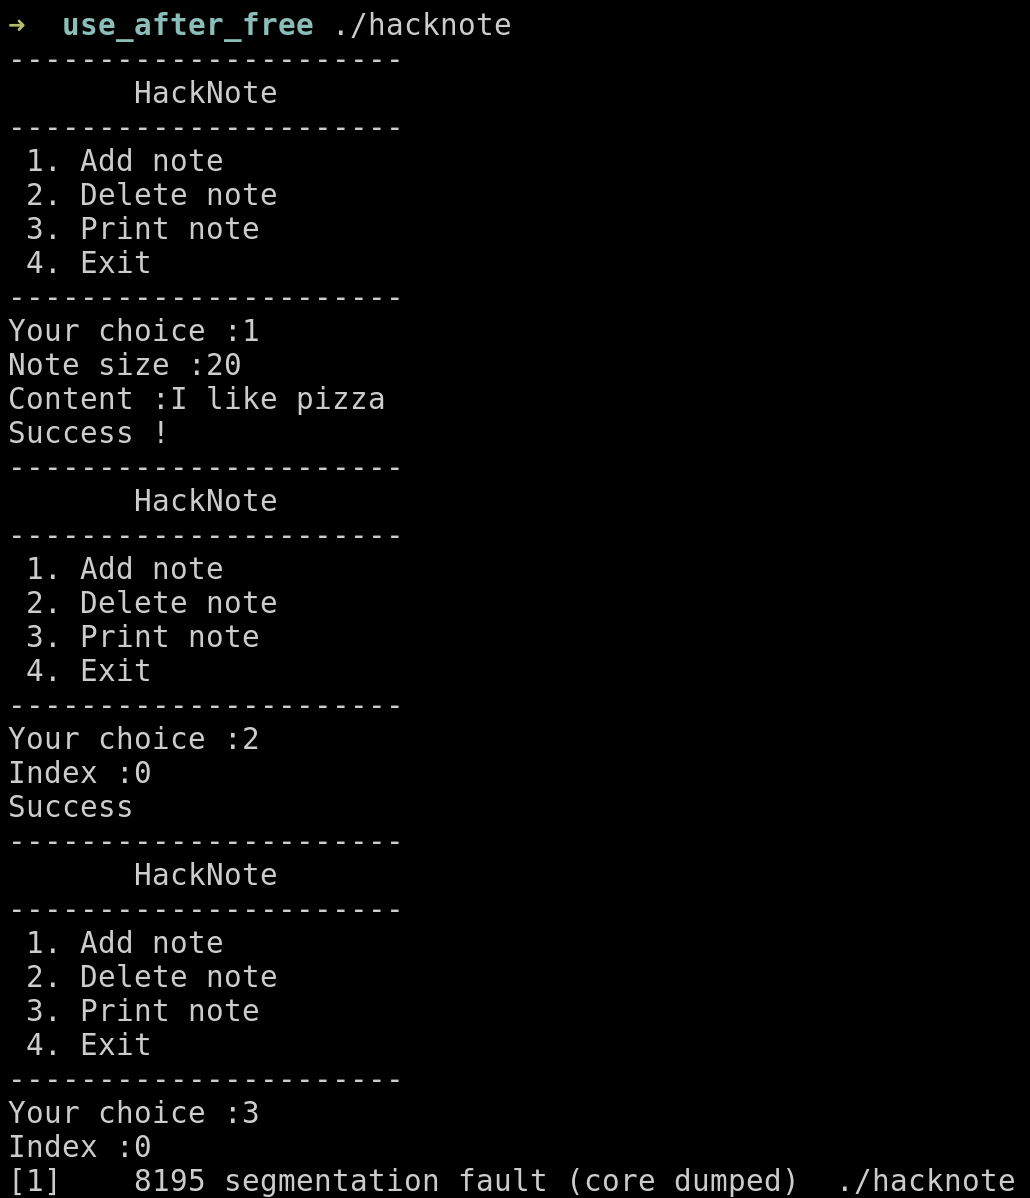 ➜  use_after_free ./hacknote
----------------------
       HackNote
----------------------
 1. Add note
 2. Delete note
 3. Print note
 4. Exit
----------------------
Your choice :1
Note size :20
Content :I like pizza
Success !
----------------------
       HackNote
----------------------
 1. Add note
 2. Delete note
 3. Print note
 4. Exit
----------------------
Your choice :2
Index :0
Success
----------------------
       HackNote
----------------------
 1. Add note
 2. Delete note
 3. Print note
 4. Exit
----------------------
Your choice :3
Index :0
[1]    8195 segmentation fault (core dumped)  ./hacknote